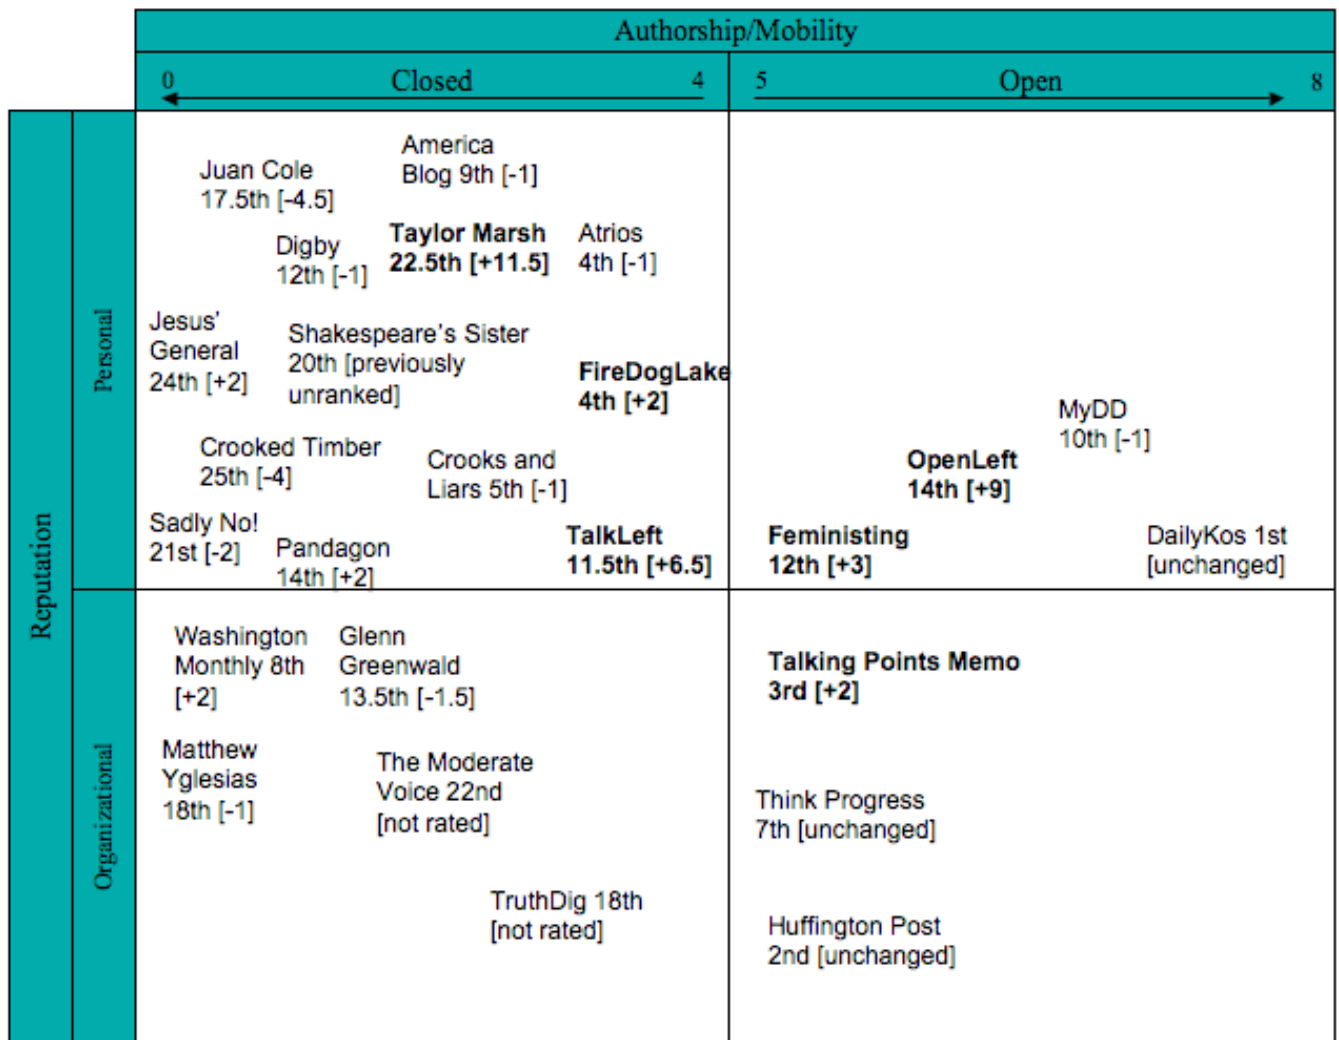 Authorship/Mobility
0 Closed 4
5 Open 8
Reputation
Personal
Juan Cole
17.5th [-4.5]
America
Blog 9th [-1]
Digby
12th [-1]
Taylor Marsh
22.5th [+11.5]
Atrios
4th [-1]
Jesus'
General
24th [+2]
Shakespeare's Sister
20th [previously
unranked]
FireDogLake
4th [+2]
Crooked Timber
25th [-4]
Crooks and
Liars 5th [-1]
Sadly No!
21st [-2]
Pandagon
14th [+2]
TalkLeft
11.5th [+6.5]
MyDD
10th [-1]
OpenLeft
14th [+9]
Feministing
12th [+3]
DailyKos 1st
[unchanged]
Organizational
Washington
Monthly 8th
[+2]
Glenn
Greenwald
13.5th [-1.5]
Matthew
Yglesias
18th [-1]
The Moderate
Voice 22nd
[not rated]
TruthDig 18th
[not rated]
Talking Points Memo
3rd [+2]
Think Progress
7th [unchanged]
Huffington Post
2nd [unchanged]